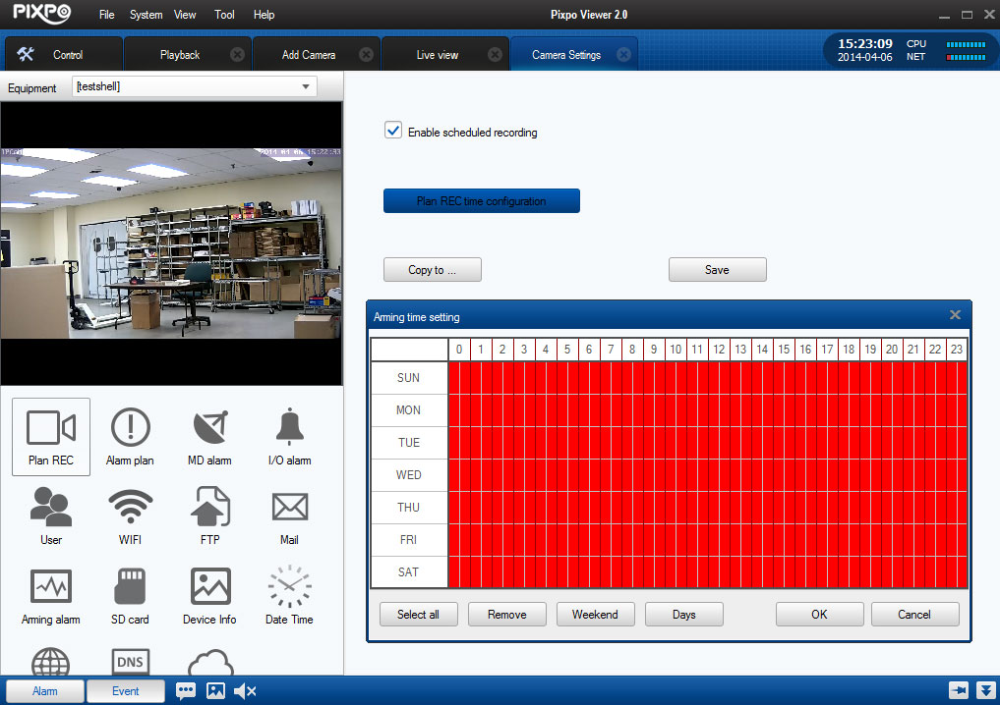 PIXPO File System View Tool Help Pixpo Viewer 2.0
Control Playback Add Camera Live view Camera Settings
15:23:09 CPU
2014-04-06 NET
Equipment [testshell]
2014 04 06 15:22:33
Enable scheduled recording
Plan REC time configuration
Copy to ... Save
Arming time setting
0 1 2 3 4 5 6 7 8 9 10 11 12 13 14 15 16 17 18 19 20 21 22 23
SUN
MON
TUE
WED
THU
FRI
SAT
Select all Remove Weekend Days OK Cancel
Plan REC Alarm plan MD alarm I/O alarm
User WIFI FTP Mail
Arming alarm SD card Device Info Date Time
DNS
Alarm Event